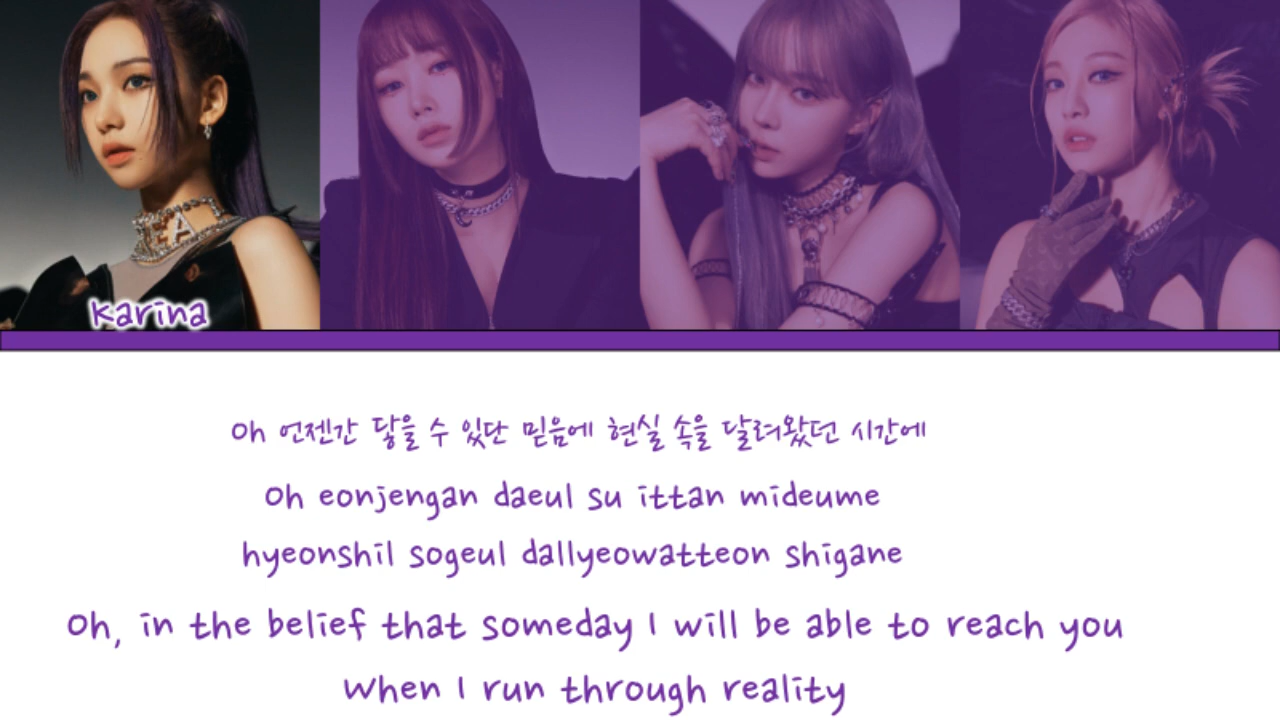 Karina
Oh 언젠간 닿을 수 있단 믿음에 현실 속을 달려왔던 시간에
Oh eonjengan daeul su ittan mideume
hyeonshil sogeul dallyeowatteon shigane
Oh, in the belief that someday I will be able to reach you
When I run through reality